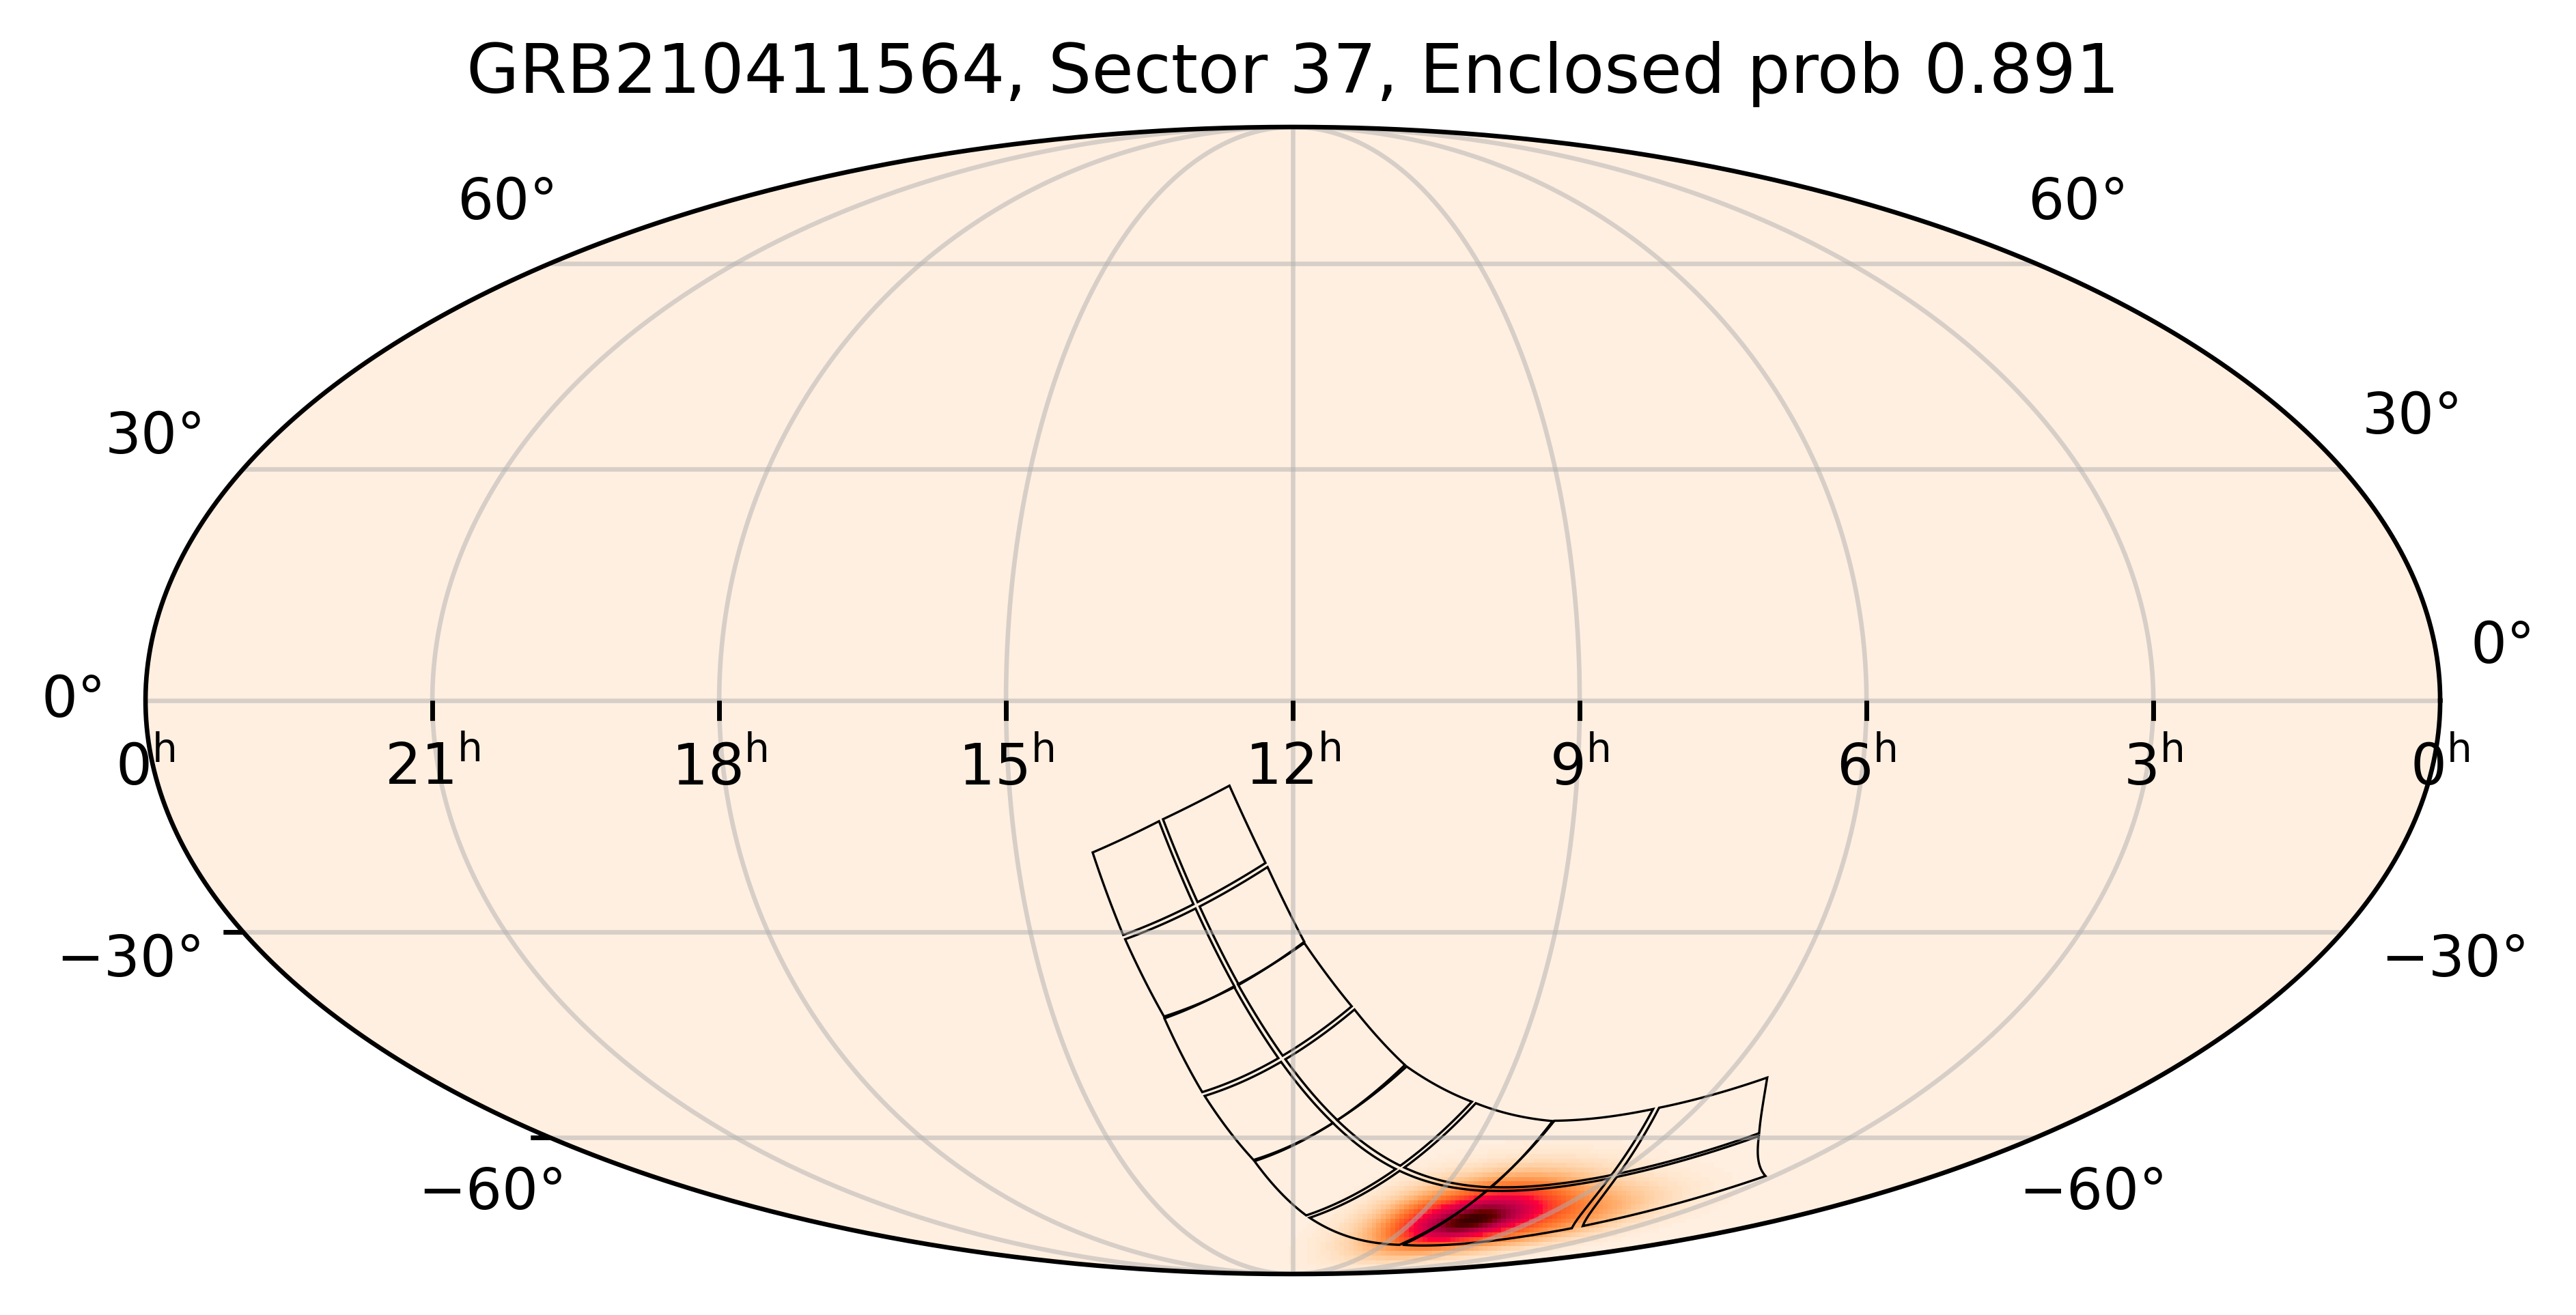 GRB210411564, Sector 37, Enclosed prob 0.891
60° 60°
30° 30°
0° 0°
0ʰ 21ʰ 18ʰ 15ʰ 12ʰ 9ʰ 6ʰ 3ʰ 0ʰ
−30° −30°
−60° −60°